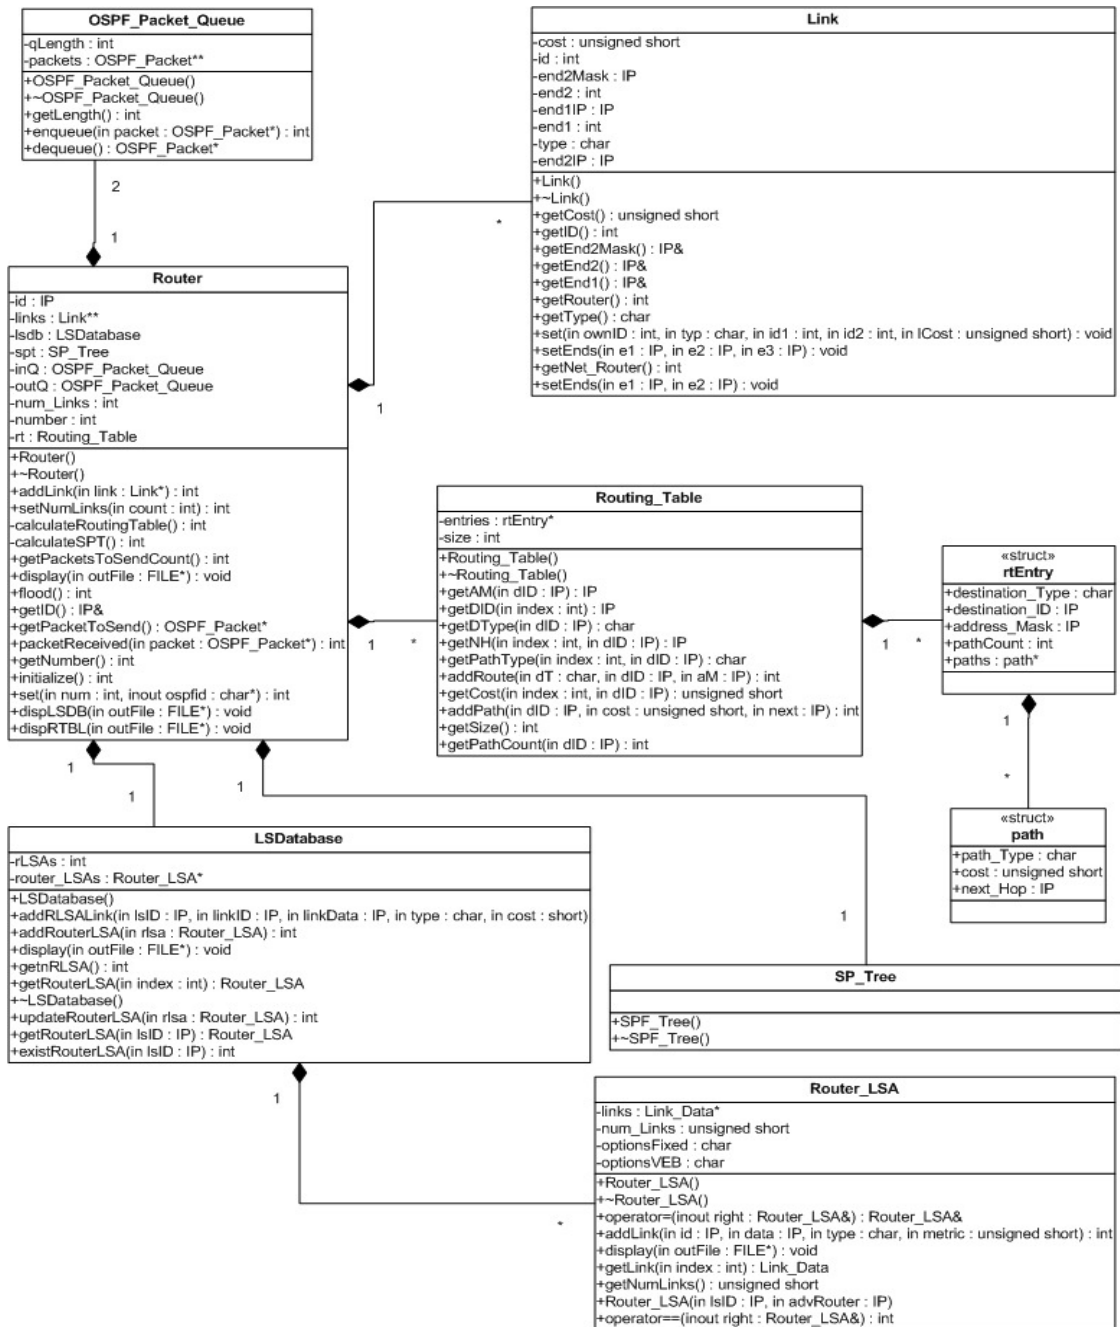 OSPF_Packet_Queue
-qLength : int
-packets : OSPF_Packet**
+OSPF_Packet_Queue()
+~OSPF_Packet_Queue()
+getLength() : int
+enqueue(in packet : OSPF_Packet*) : int
+dequeue() : OSPF_Packet*
2
1
Link
-cost : unsigned short
-id : int
-end2Mask : IP
-end2 : int
-end1IP : IP
-end1 : int
-type : char
-end2IP : IP
+Link()
+~Link()
+getCost() : unsigned short
+getID() : int
+getEnd2Mask() : IP&
+getEnd2() : IP&
+getEnd1() : IP&
+getRouter() : int
+getType() : char
+set(in ownID : int, in typ : char, in id1 : int, in id2 : int, in lCost : unsigned short) : void
+setEnds(in e1 : IP, in e2 : IP, in e3 : IP) : void
+getNet_Router() : int
+setEnds(in e1 : IP, in e2 : IP) : void
*
1
Router
-id : IP
-links : Link**
-lsdb : LSDatabase
-spt : SP_Tree
-inQ : OSPF_Packet_Queue
-outQ : OSPF_Packet_Queue
-num_Links : int
-number : int
-rt : Routing_Table
+Router()
+~Router()
+addLink(in link : Link*) : int
+setNumLinks(in count : int) : int
-calculateRoutingTable() : int
-calculateSPT() : int
+getPacketsToSendCount() : int
+display(in outFile : FILE*) : void
+flood() : int
+getID() : IP&
+getPacketToSend() : OSPF_Packet*
+packetReceived(in packet : OSPF_Packet*) : int
+getNumber() : int
+initialize() : int
+set(in num : int, inout ospfid : char*) : int
+dispLSDB(in outFile : FILE*) : void
+dispRTBL(in outFile : FILE*) : void
1
*
Routing_Table
-entries : rtEntry*
-size : int
+Routing_Table()
+~Routing_Table()
+getAM(in dID : IP) : IP
+getDID(in index : int) : IP
+getDType(in dID : IP) : char
+getNH(in index : int, in dID : IP) : IP
+getPathType(in index : int, in dID : IP) : char
+addRoute(in dT : char, in dID : IP, in aM : IP) : int
+getCost(in index : int, in dID : IP) : unsigned short
+addPath(in dID : IP, in cost : unsigned short, in next : IP) : int
+getSize() : int
+getPathCount(in dID : IP) : int
1
*
«struct»
rtEntry
+destination_Type : char
+destination_ID : IP
+address_Mask : IP
+pathCount : int
+paths : path*
1
*
«struct»
path
+path_Type : char
+cost : unsigned short
+next_Hop : IP
1
1
1
1
LSDatabase
-rLSAs : int
-router_LSAs : Router_LSA*
+LSDatabase()
+addRLSALink(in lsID : IP, in linkID : IP, in linkData : IP, in type : char, in cost : short)
+addRouterLSA(in rlsa : Router_LSA) : int
+display(in outFile : FILE*) : void
+getnRLSA() : int
+getRouterLSA(in index : int) : Router_LSA
+~LSDatabase()
+updateRouterLSA(in rlsa : Router_LSA) : int
+getRouterLSA(in lsID : IP) : Router_LSA
+existRouterLSA(in lsID : IP) : int
SP_Tree
+SPF_Tree()
+~SPF_Tree()
1
*
Router_LSA
-links : Link_Data*
-num_Links : unsigned short
-optionsFixed : char
-optionsVEB : char
+Router_LSA()
+~Router_LSA()
+operator=(inout right : Router_LSA&) : Router_LSA&
+addLink(in id : IP, in data : IP, in type : char, in metric : unsigned short) : int
+display(in outFile : FILE*) : void
+getLink(in index : int) : Link_Data
+getNumLinks() : unsigned short
+Router_LSA(in lsID : IP, in advRouter : IP)
+operator==(inout right : Router_LSA&) : int